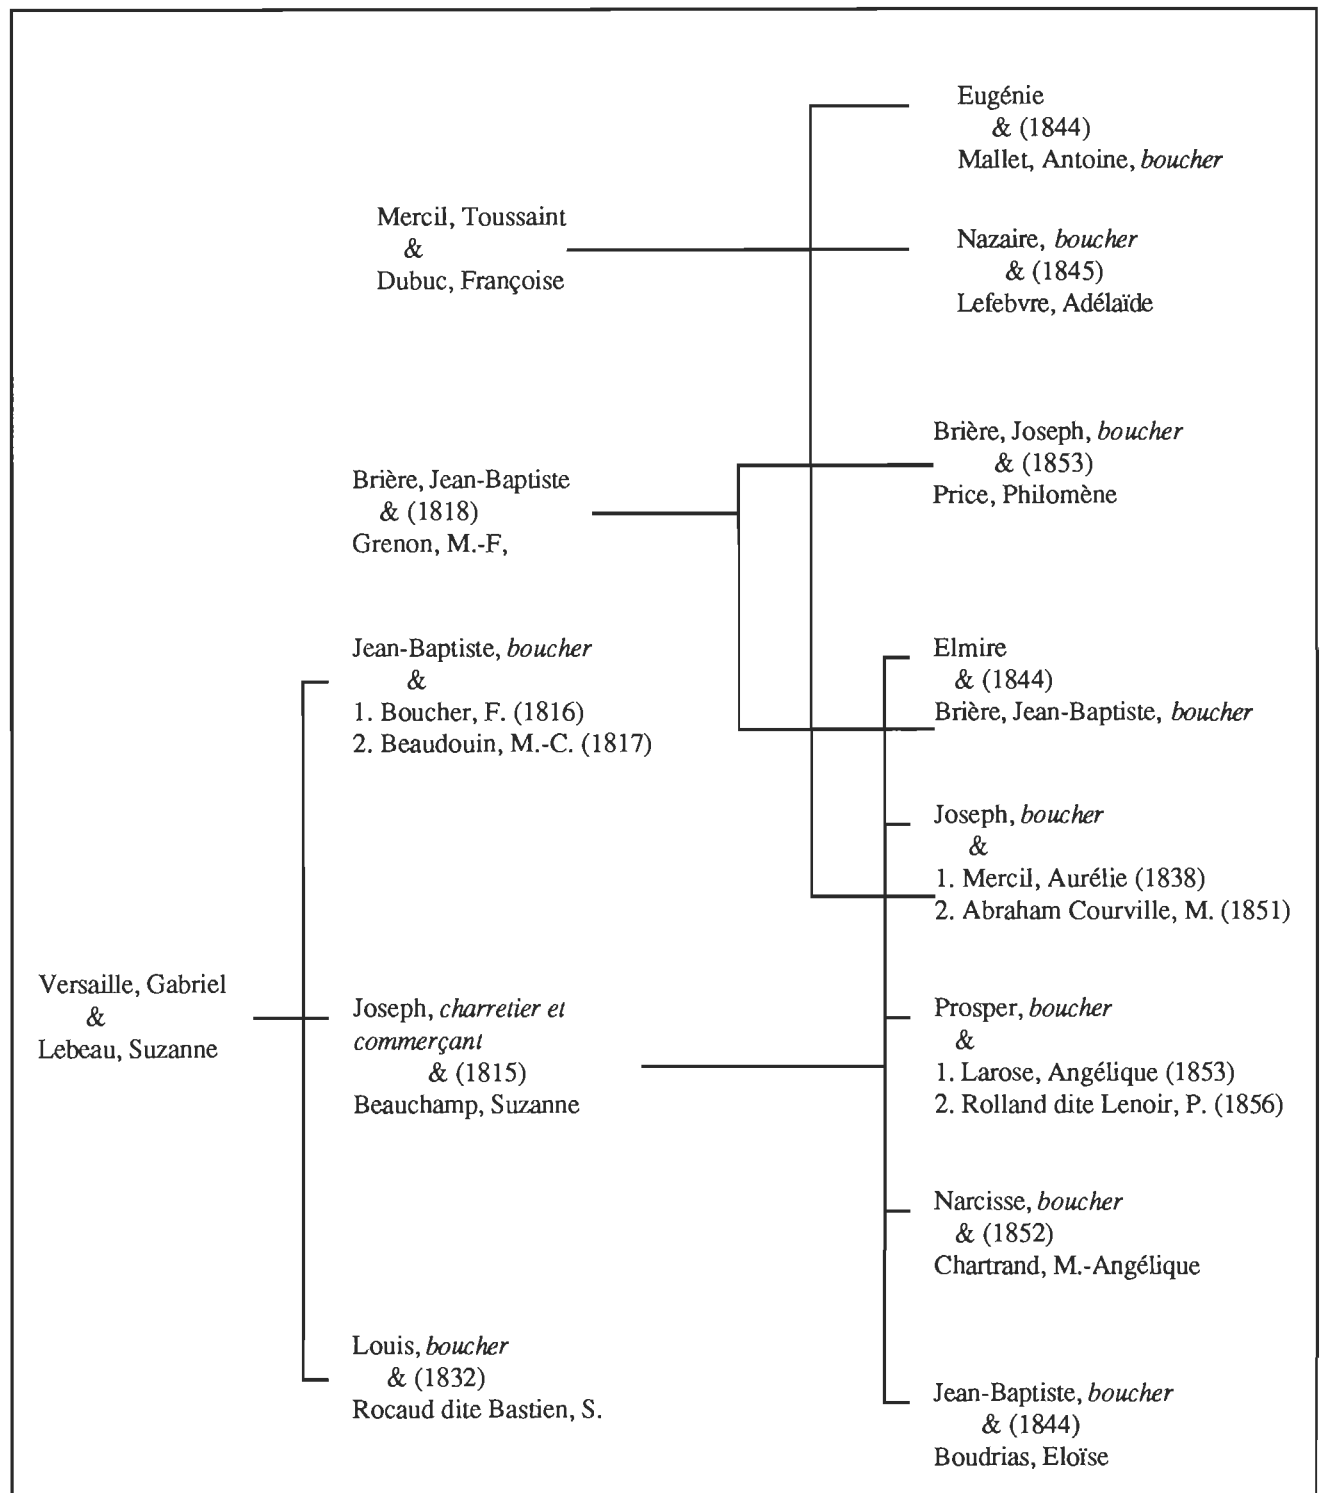 Eugénie
& (1844)
Mallet, Antoine, boucher
Mercil, Toussaint
&
Dubuc, Françoise
Nazaire, boucher
& (1845)
Lefebvre, Adélaïde
Brière, Joseph, boucher
& (1853)
Price, Philomène
Brière, Jean-Baptiste
& (1818)
Grenon, M.-F,
Jean-Baptiste, boucher
&
1. Boucher, F. (1816)
2. Beaudouin, M.-C. (1817)
Elmire
& (1844)
Brière, Jean-Baptiste, boucher
Joseph, boucher
&
1. Mercil, Aurélie (1838)
2. Abraham Courville, M. (1851)
Versaille, Gabriel
&
Lebeau, Suzanne
Joseph, charretier et
commerçant
& (1815)
Beauchamp, Suzanne
Prosper, boucher
&
1. Larose, Angélique (1853)
2. Rolland dite Lenoir, P. (1856)
Narcisse, boucher
& (1852)
Chartrand, M.-Angélique
Louis, boucher
& (1832)
Rocaud dite Bastien, S.
Jean-Baptiste, boucher
& (1844)
Boudrias, Eloïse